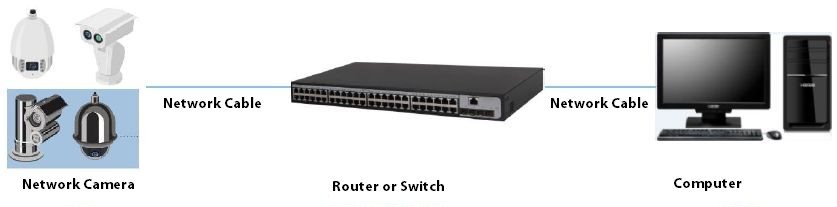 Network Cable
Network Cable
Network Camera
Router or Switch
Computer